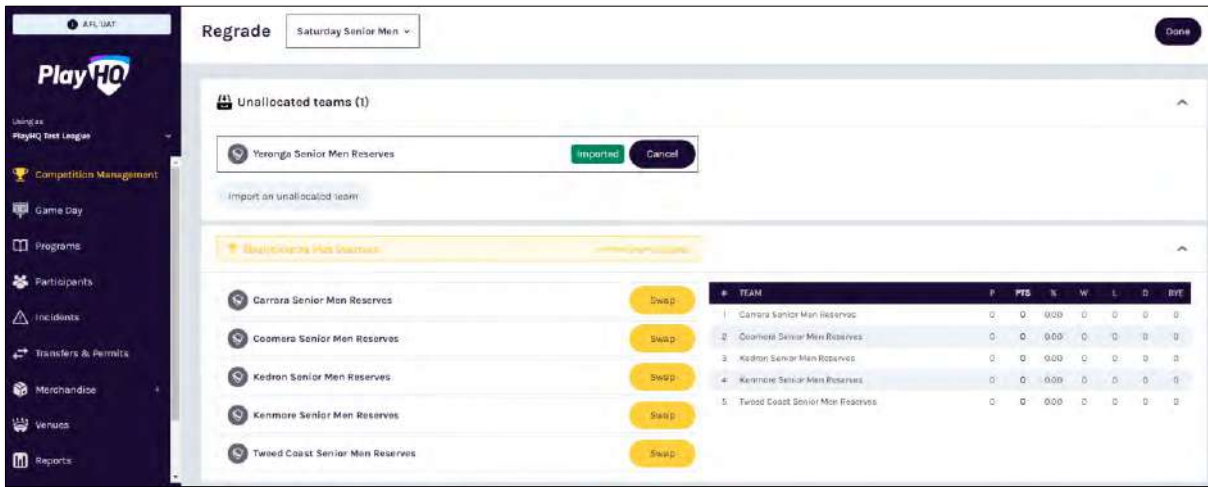 AFL UAT
PlayHQ
Using as
PlayHQ Test League
Competition Management
Game Day
Programs
Participants
Incidents
Transfers & Permits
Merchandise +
Venues
Reports
Regrade Saturday Senior Men
Done
Unallocated teams (1)
Yeronga Senior Men Reserves Imported Cancel
Import an unallocated team
Carrara Senior Men Reserves Swap
Coomera Senior Men Reserves Swap
Kedron Senior Men Reserves Swap
Kenmore Senior Men Reserves Swap
Tweed Coast Senior Men Reserves Swap
# TEAM P PTS % W L D BYE
1 Carrara Senior Men Reserves 0 0 0.00 0 0 0 0
2 Coomera Senior Men Reserves 0 0 0.00 0 0 0 0
3 Kedron Senior Men Reserves 0 0 0.00 0 0 0 0
4 Kenmore Senior Men Reserves 0 0 0.00 0 0 0 0
5 Tweed Coast Senior Men Reserves 0 0 0.00 0 0 0 0